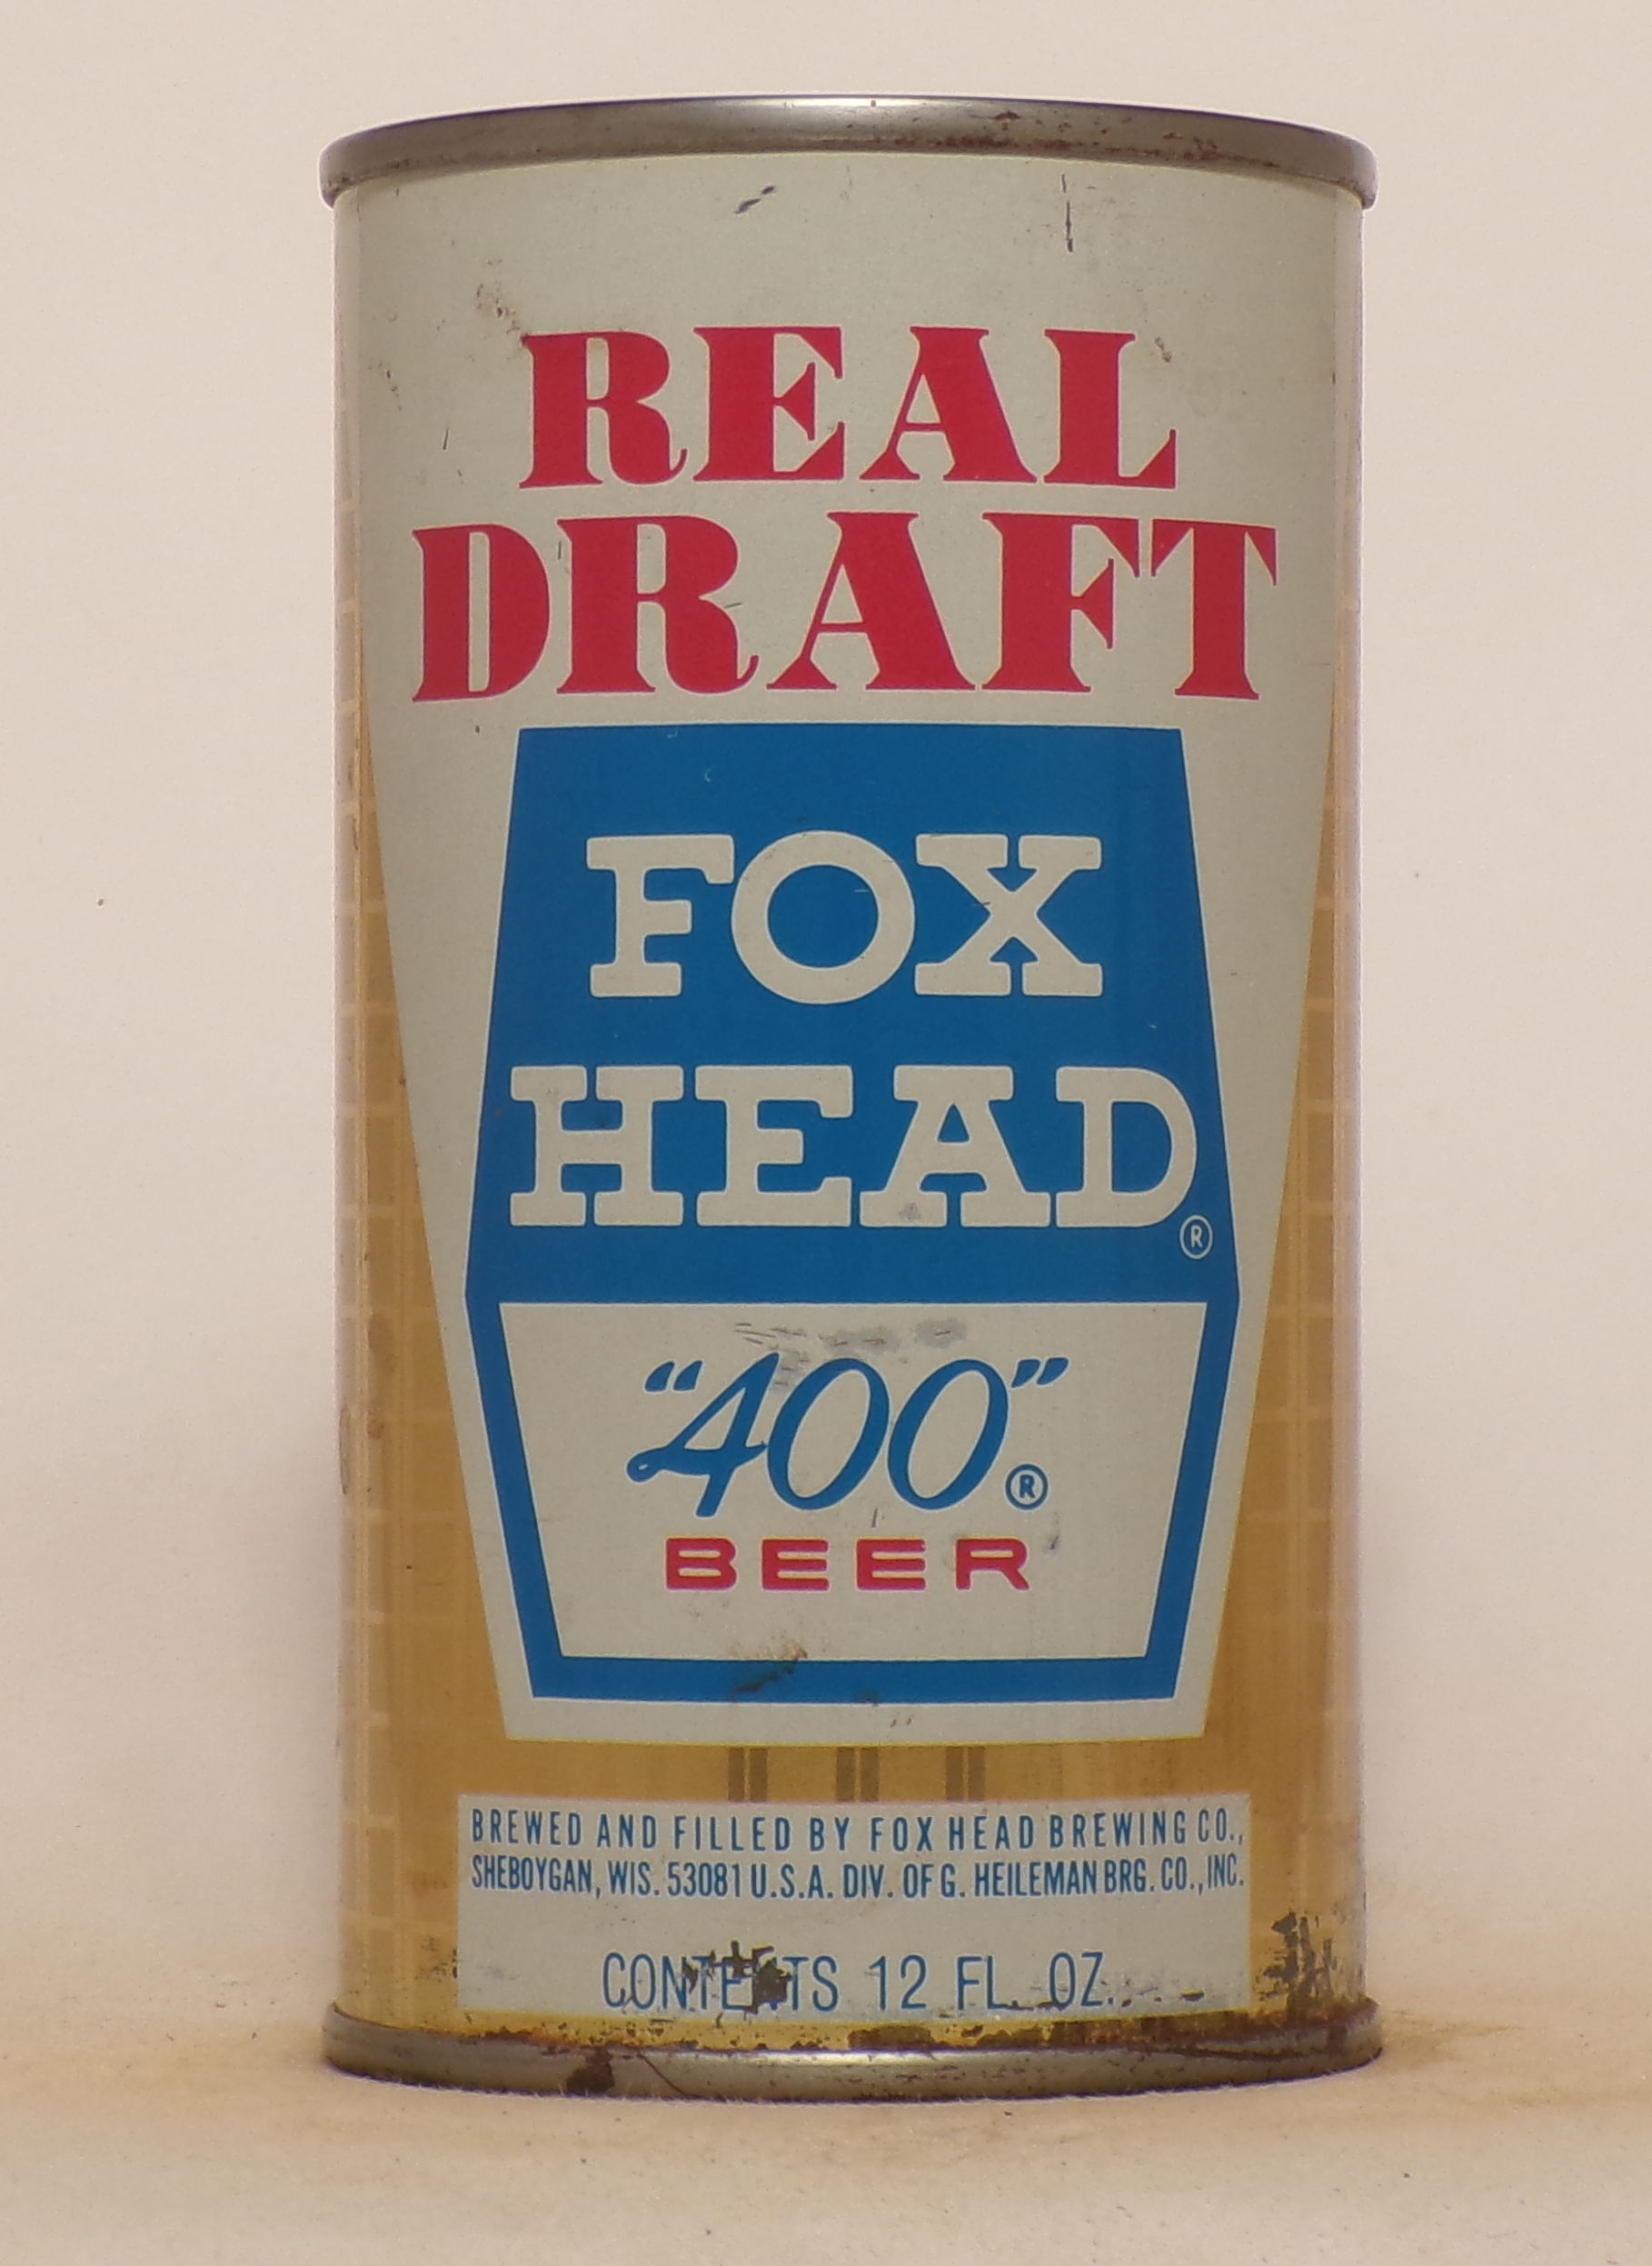 REAL
DRAFT
FOX
HEAD®
"400"®
BEER
BREWED AND FILLED BY FOX HEAD BREWING CO.,
SHEBOYGAN, WIS. 53081 U.S.A. DIV. OF G. HEILEMAN BRG. CO., INC.
CONTENTS 12 FL. OZ.